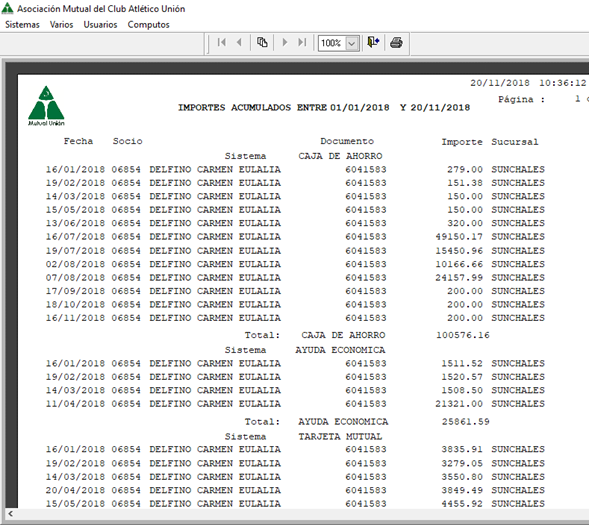 Asociación Mutual del Club Atlético Unión
Sistemas Varios Usuarios Computos
100%
20/11/2018 10:36:12
Mutual Unión
IMPORTES ACUMULADOS ENTRE 01/01/2018 Y 20/11/2018
Página : 1
Fecha Socio Documento Importe Sucursal
Sistema CAJA DE AHORRO
16/01/2018 06854 DELFINO CARMEN EULALIA 6041583 279.00 SUNCHALES
19/02/2018 06854 DELFINO CARMEN EULALIA 6041583 151.38 SUNCHALES
14/03/2018 06854 DELFINO CARMEN EULALIA 6041583 150.00 SUNCHALES
15/05/2018 06854 DELFINO CARMEN EULALIA 6041583 150.00 SUNCHALES
13/06/2018 06854 DELFINO CARMEN EULALIA 6041583 320.00 SUNCHALES
16/07/2018 06854 DELFINO CARMEN EULALIA 6041583 49150.17 SUNCHALES
19/07/2018 06854 DELFINO CARMEN EULALIA 6041583 15450.96 SUNCHALES
02/08/2018 06854 DELFINO CARMEN EULALIA 6041583 10166.66 SUNCHALES
07/08/2018 06854 DELFINO CARMEN EULALIA 6041583 24157.99 SUNCHALES
17/09/2018 06854 DELFINO CARMEN EULALIA 6041583 200.00 SUNCHALES
18/10/2018 06854 DELFINO CARMEN EULALIA 6041583 200.00 SUNCHALES
16/11/2018 06854 DELFINO CARMEN EULALIA 6041583 200.00 SUNCHALES
Total: CAJA DE AHORRO 100576.16
Sistema AYUDA ECONOMICA
16/01/2018 06854 DELFINO CARMEN EULALIA 6041583 1511.52 SUNCHALES
19/02/2018 06854 DELFINO CARMEN EULALIA 6041583 1520.57 SUNCHALES
14/03/2018 06854 DELFINO CARMEN EULALIA 6041583 1508.50 SUNCHALES
11/04/2018 06854 DELFINO CARMEN EULALIA 6041583 21321.00 SUNCHALES
Total: AYUDA ECONOMICA 25861.59
Sistema TARJETA MUTUAL
16/01/2018 06854 DELFINO CARMEN EULALIA 6041583 3835.91 SUNCHALES
19/02/2018 06854 DELFINO CARMEN EULALIA 6041583 3279.05 SUNCHALES
14/03/2018 06854 DELFINO CARMEN EULALIA 6041583 3550.80 SUNCHALES
20/04/2018 06854 DELFINO CARMEN EULALIA 6041583 3849.49 SUNCHALES
15/05/2018 06854 DELFINO CARMEN EULALIA 6041583 4455.92 SUNCHALES